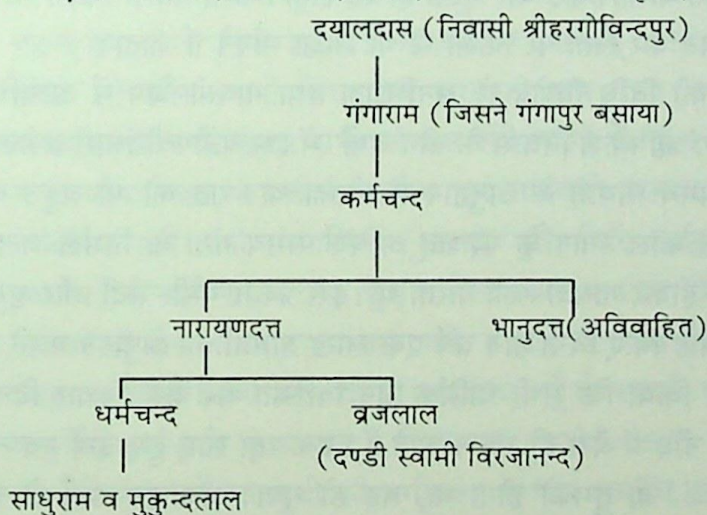 दयालदास (निवासी श्रीहरगोविन्दपुर)
गंगाराम (जिसने गंगापुर बसाया)
कर्मचन्द
नारायणदत्त भानुदत्त(अविवाहित)
धर्मचन्द व्रजलाल
(दण्डी स्वामी विरजानन्द)
साधुराम व मुकुन्दलाल